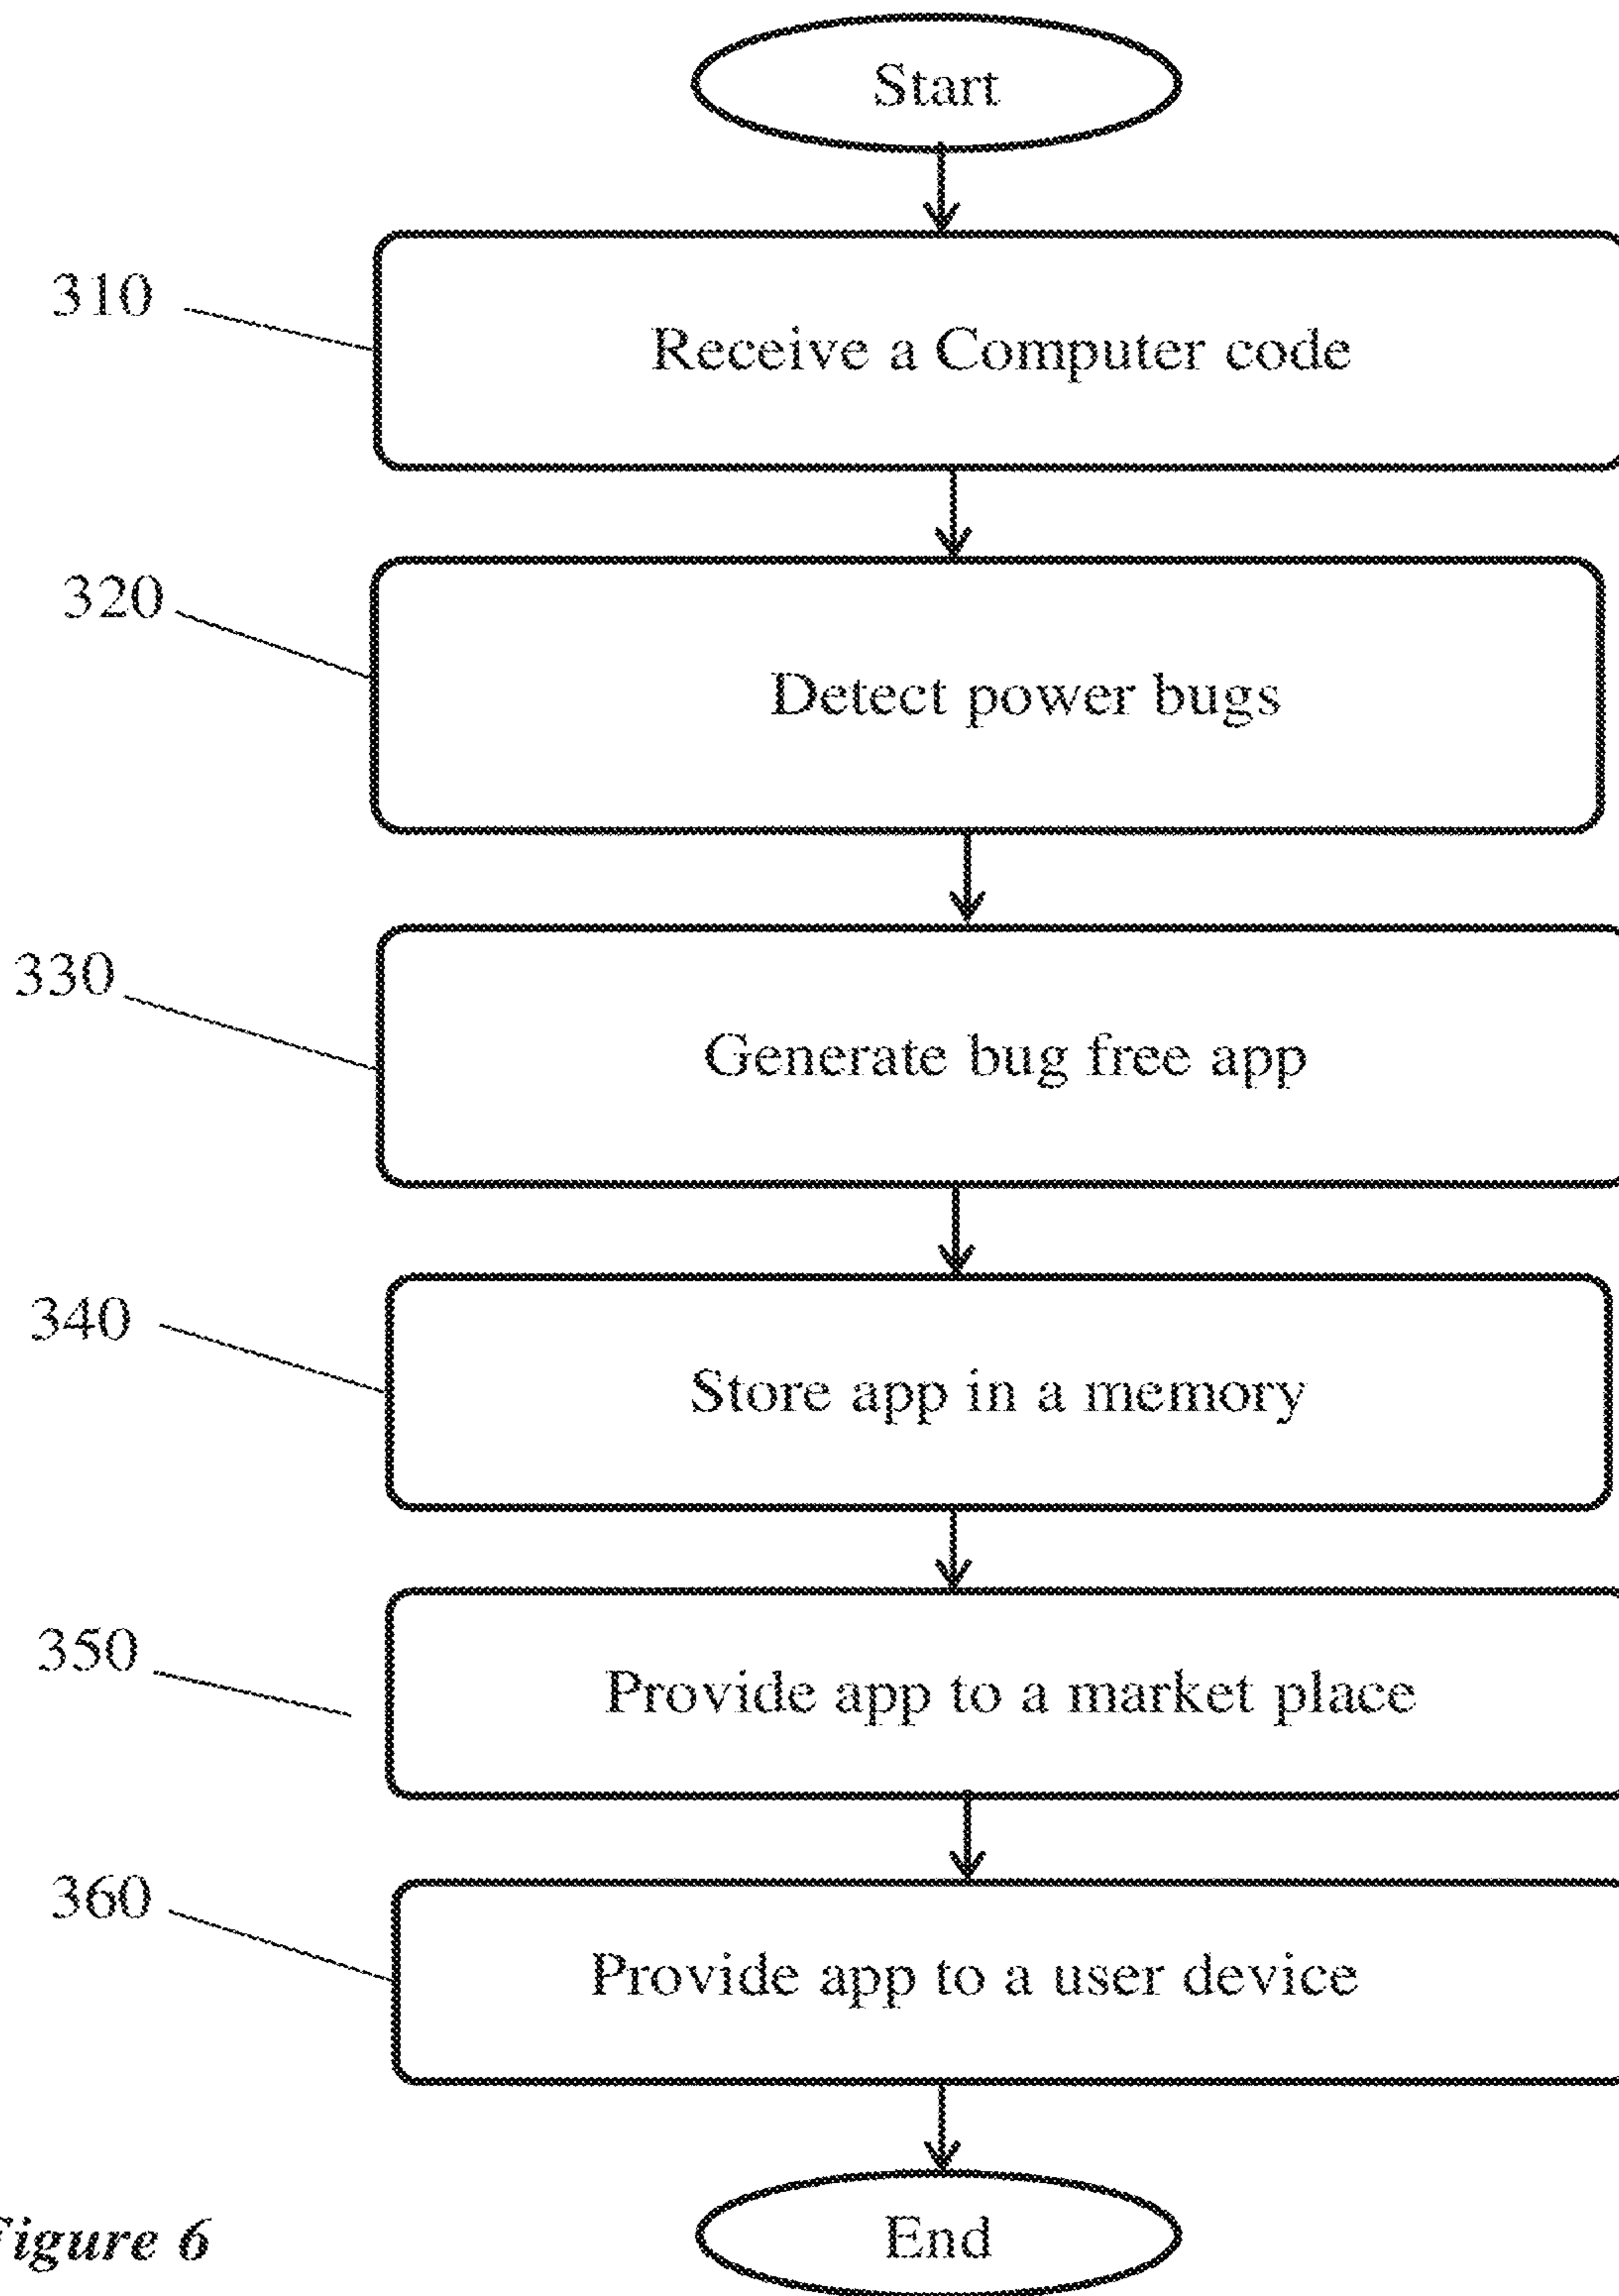 Start
310
Receive a Computer code
320
Detect power bugs
330
Generate bug free app
340
Store app in a memory
350
Provide app to a market place
360
Provide app to a user device
End
Figure 6